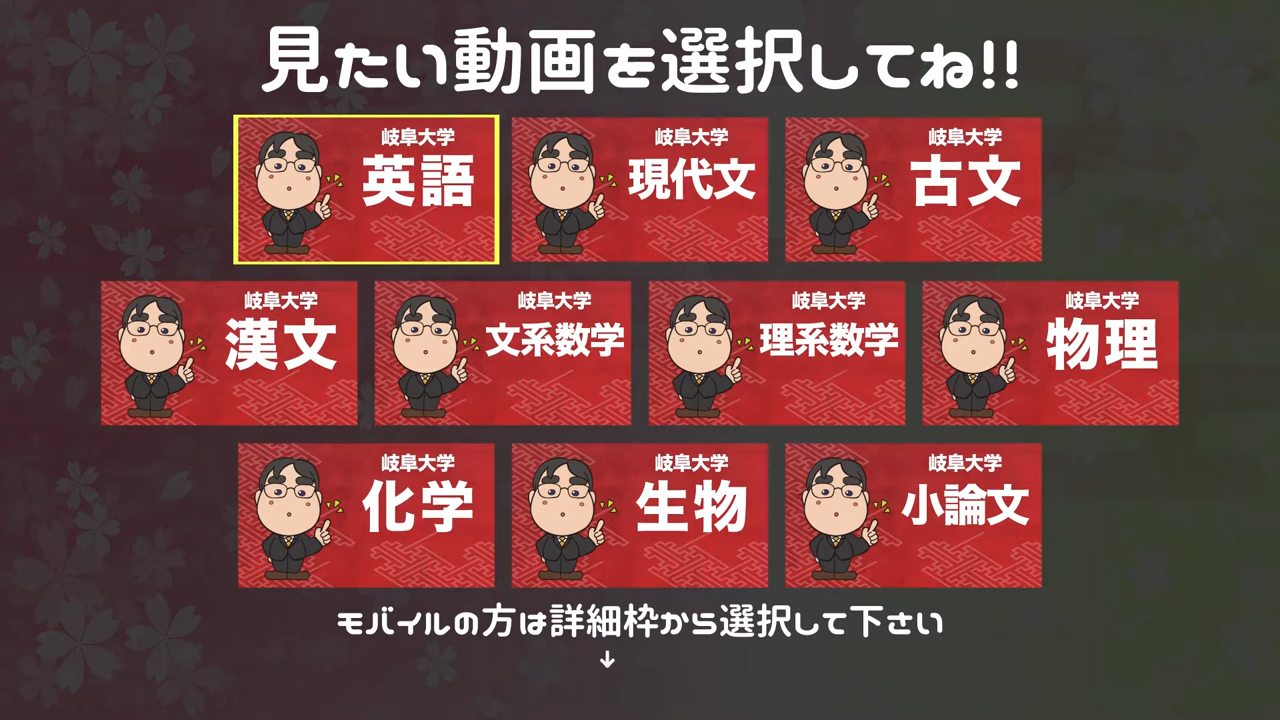 見たい動画を選択してね!!
岐阜大学
英語
岐阜大学
現代文
岐阜大学
古文
岐阜大学
漢文
岐阜大学
文系数学
岐阜大学
理系数学
岐阜大学
物理
岐阜大学
化学
岐阜大学
生物
岐阜大学
小論文
モバイルの方は詳細枠から選択して下さい
↓